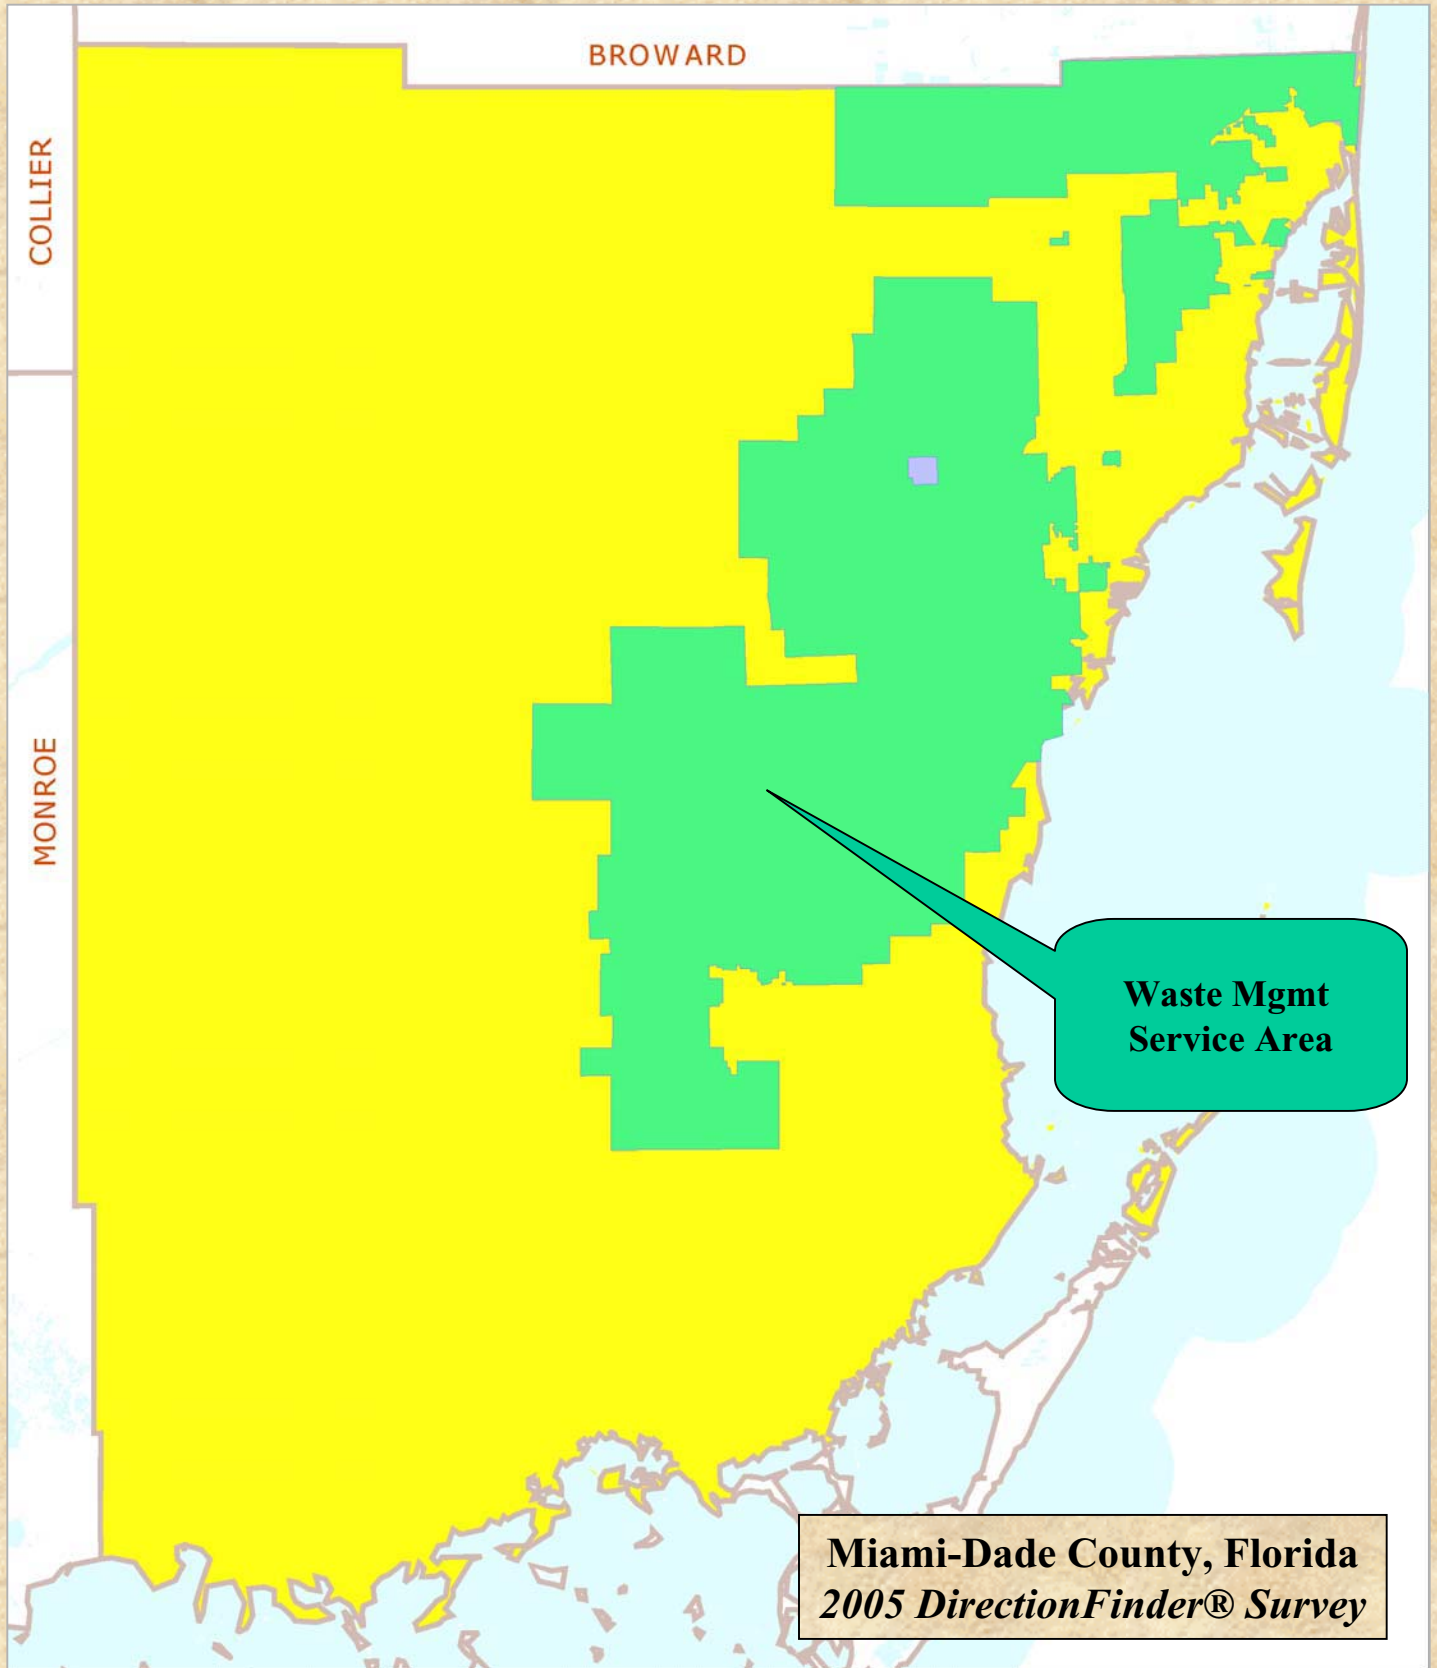 BROWARD
COLLIER
MONROE
Waste Mgmt
Service Area
Miami-Dade County, Florida
2005 DirectionFinder® Survey